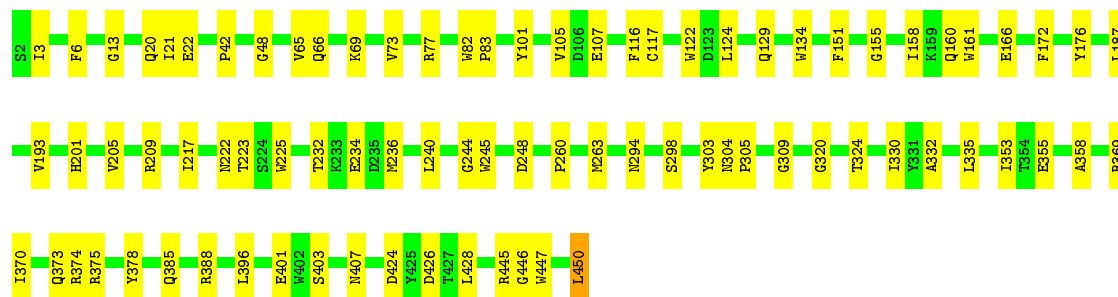 S2 I3 F6 G13 Q20 I21 E22 P42 G48 V65 Q66 K69 V73 R77 W82 P83 Y101 V105 D106 E107 F116 C117 W122 D123 L124 Q129 W134 F151 G155 I158 K159 Q160 W161 E166 F172 Y176 L187
V193 H201 V205 R209 I217 N222 T223 S224 W225 T232 K233 E234 D235 M236 L240 G244 W245 D248 P260 M263 N294 S298 Y303 N304 P305 G309 G320 T324 I330 Y331 A332 L335 I353 T354 E355 A358
I370 Q373 R374 R375 Y378 Q385 R388 L396 E401 W402 S403 N407 D424 Y425 D426 T427 L428 R445 G446 W447 L450